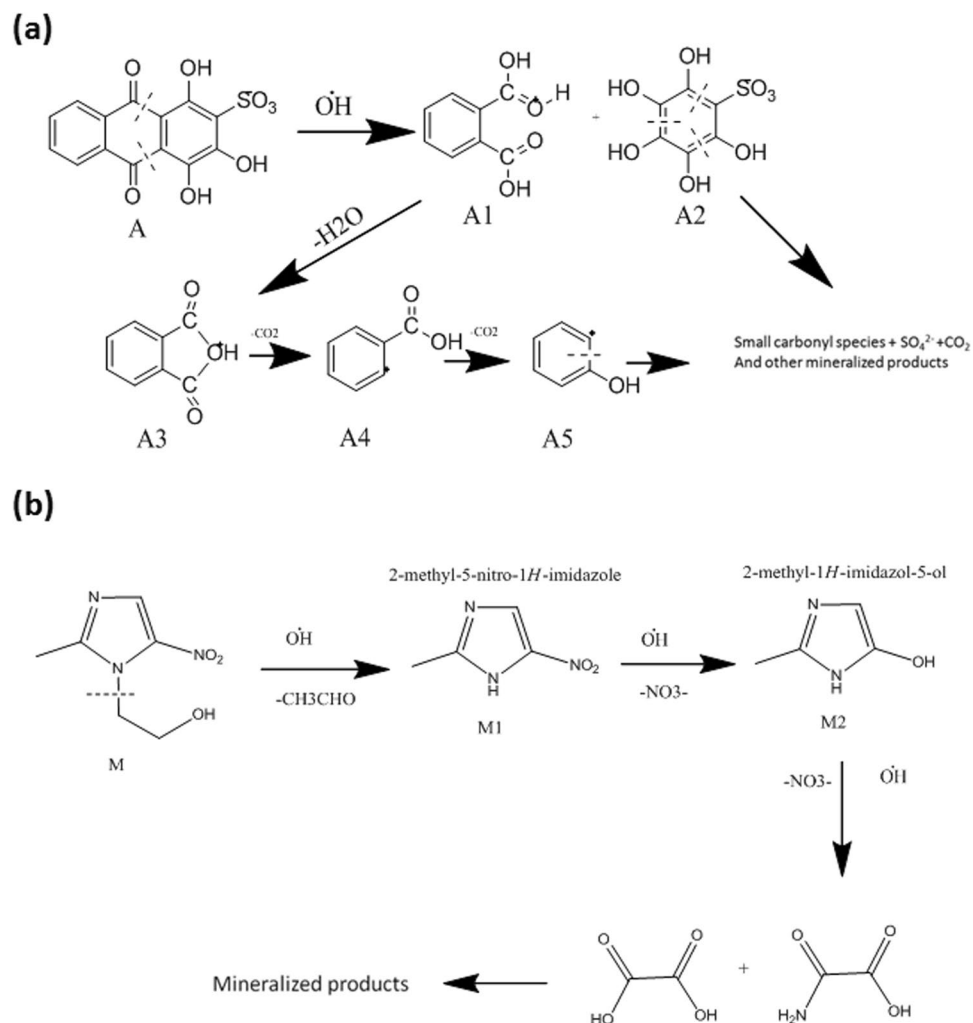 (a)
O
OH
SO3
OH
O
OH
A
OH
OH
C
O
H
C
O
OH
A1
+
OH
HO
SO3
HO
OH
OH
A2
-H2O
O
C
OH
C
O
A3
-CO2
O
C
OH
A4
-CO2
OH
A5
Small carbonyl species + SO4 2- +CO2
And other mineralized products
(b)
N
N
NO2
OH
M
OH
-CH3CHO
2-methyl-5-nitro-1H-imidazole
N
N
H
NO2
M1
OH
-NO3-
2-methyl-1H-imidazol-5-ol
N
N
H
OH
M2
-NO3-
OH
Mineralized products
O
O
HO
OH
+
O
O
H2N
OH